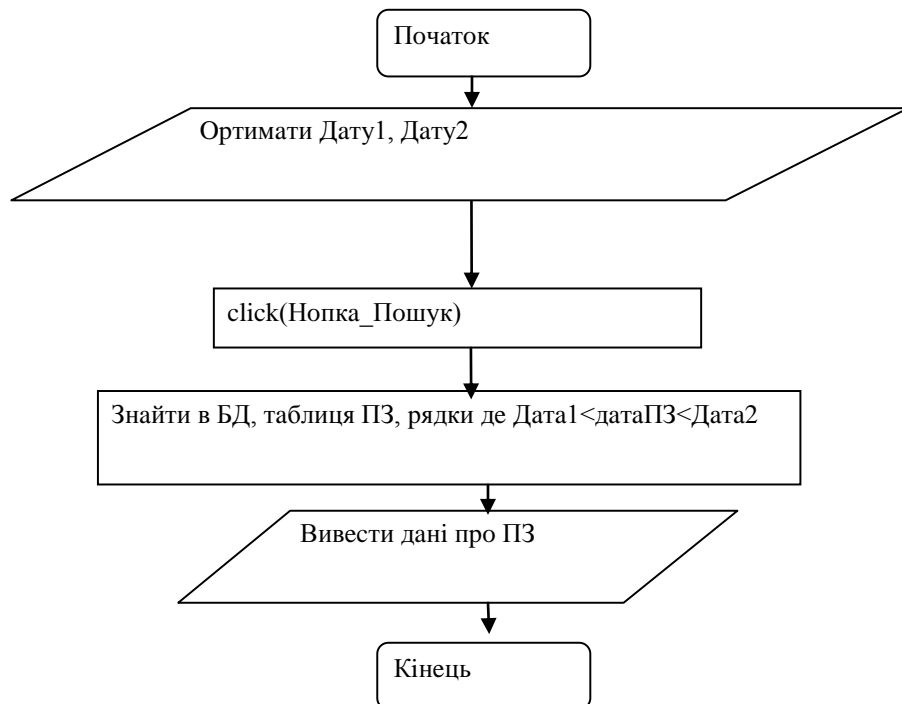 Початок
Ортимати Дату1, Дату2
click(Нопка_Пошук)
Знайти в БД, таблиця ПЗ, рядки де Дата1<датаПЗ<Дата2
Вивести дані про ПЗ
Кінець